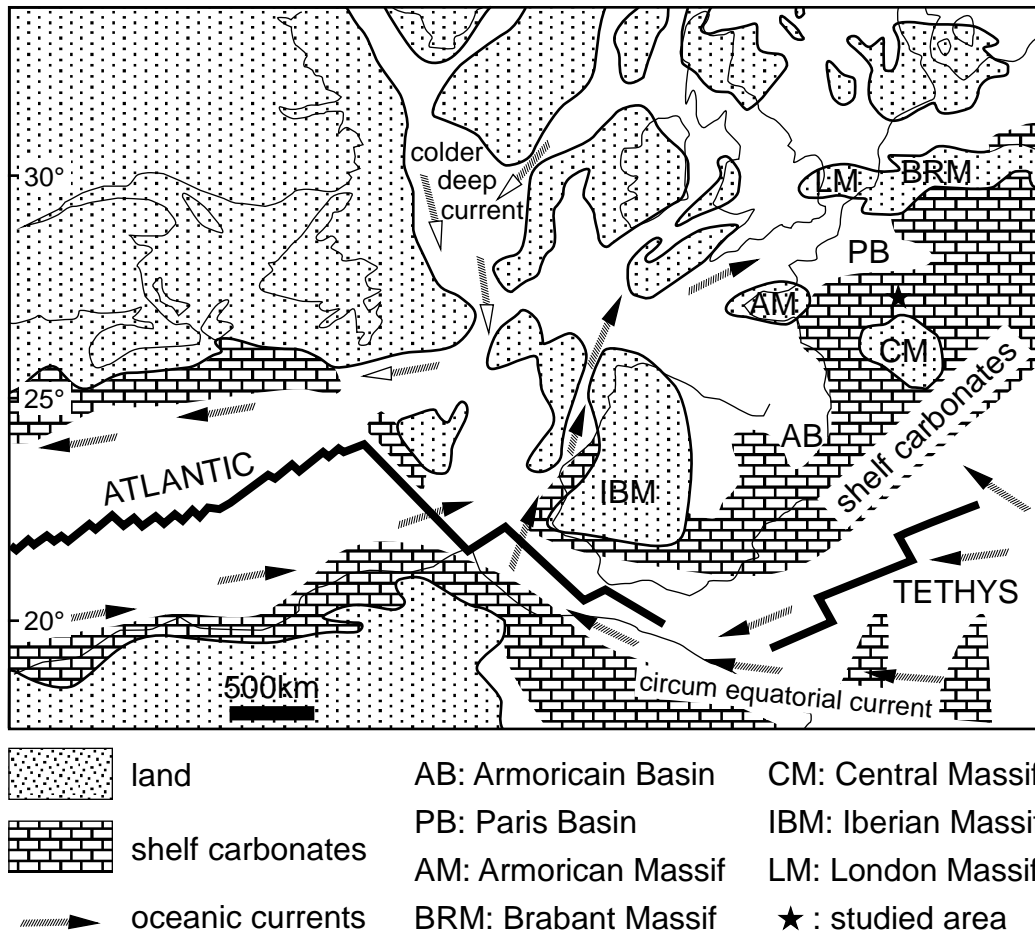 colder
deep
current
30°
LM
BRM
PB
AM
CM
25°
AB
shelf carbonates
ATLANTIC
IBM
TETHYS
20°
500km
circum equatorial current
land
shelf carbonates
oceanic currents
AB: Armoricain Basin
PB: Paris Basin
AM: Armorican Massif
BRM: Brabant Massif
CM: Central Massif
IBM: Iberian Massif
LM: London Massif
★ : studied area